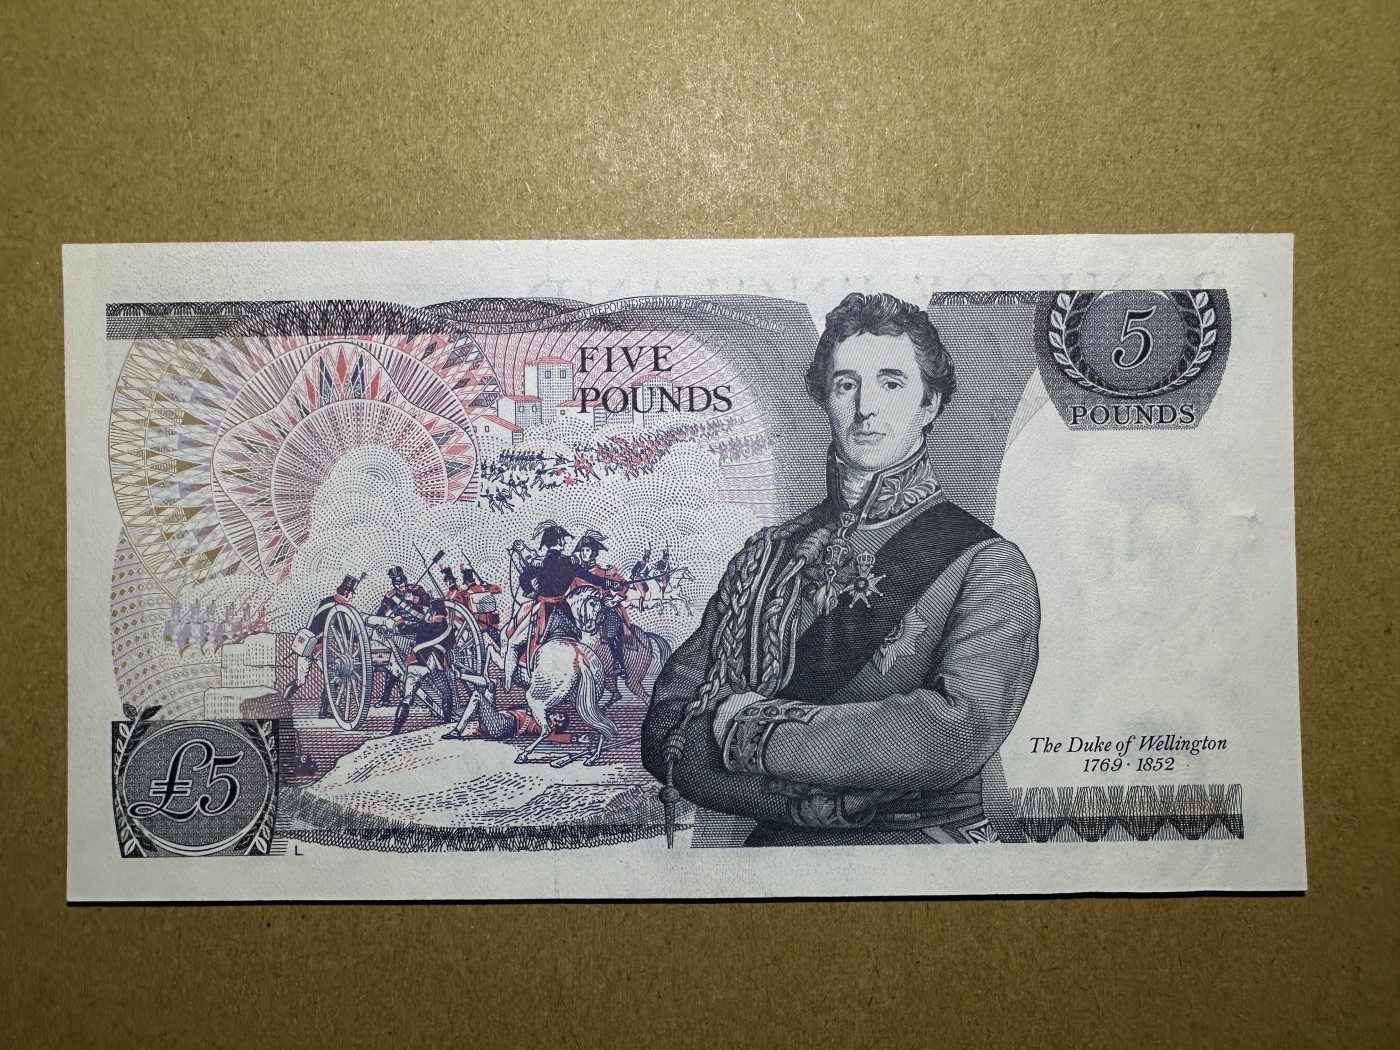 FIVE
POUNDS
5
POUNDS
The Duke of Wellington
1769 · 1852
£5
L